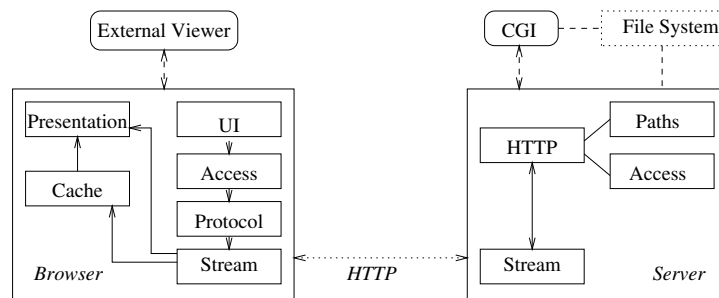 External Viewer
CGI
File System
Presentation
UI
Paths
HTTP
Access
Access
Cache
Protocol
Stream
Stream
Browser
HTTP
Server